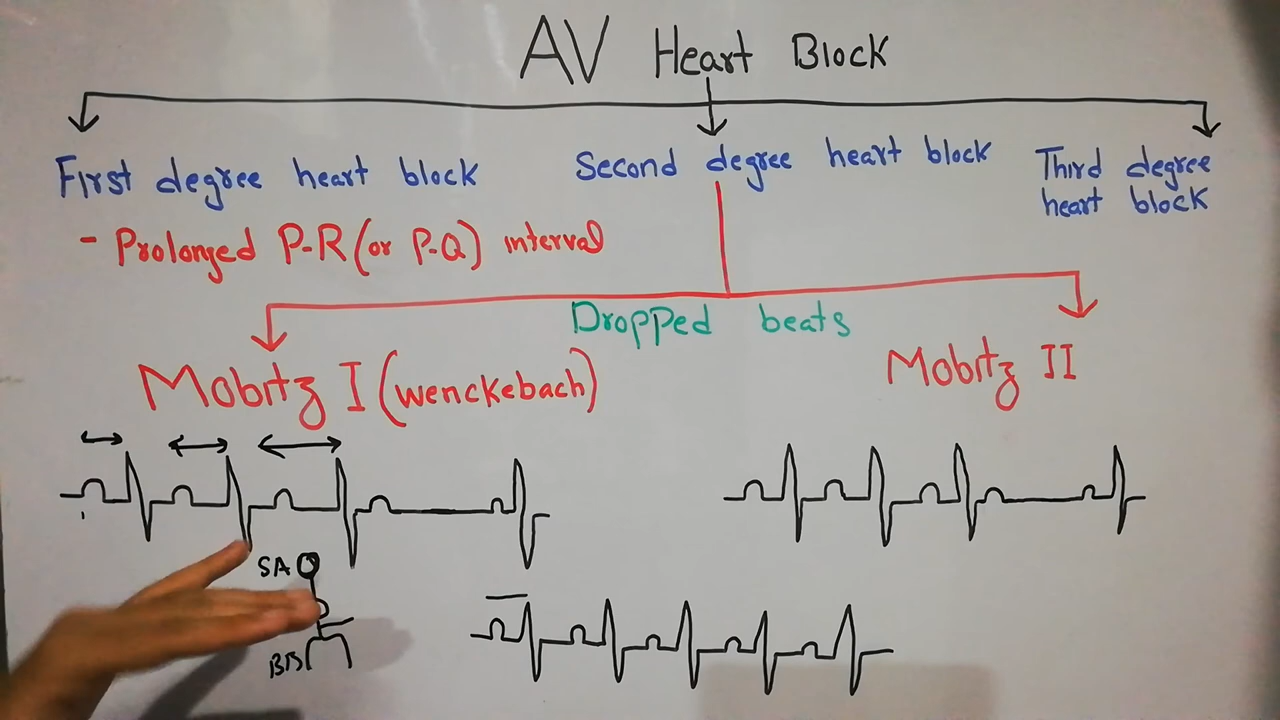 AV Heart Block
First degree heart block
Second degree heart block
Third degree
heart block
- Prolonged P-R (or P-Q) interval
Dropped beats
Mobitz I (wenckebach)
Mobitz II
SA
BB